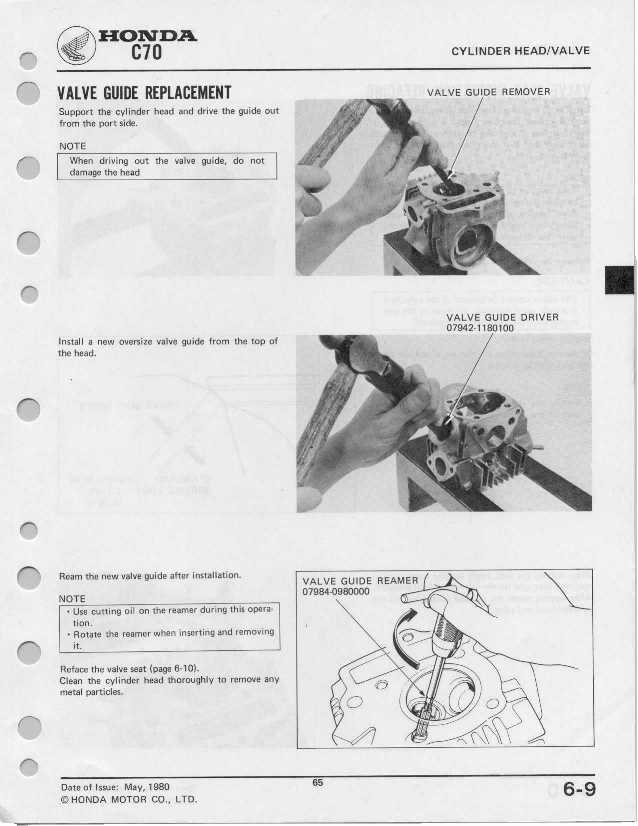 HONDA
C70
CYLINDER HEAD/VALVE
VALVE GUIDE REPLACEMENT
Support the cylinder head and drive the guide out
from the port side.
NOTE
When driving out the valve guide, do not
damage the head
VALVE GUIDE REMOVER
Install a new oversize valve guide from the top of
the head.
VALVE GUIDE DRIVER
07942-1180100
Ream the new valve guide after installation.
NOTE
• Use cutting oil on the reamer during this opera-
tion.
• Rotate the reamer when inserting and removing
it.
Reface the valve seat (page 6-10).
Clean the cylinder head thoroughly to remove any
metal particles.
VALVE GUIDE REAMER
07984-0980000
Date of Issue: May, 1980
© HONDA MOTOR CO., LTD.
65
6-9